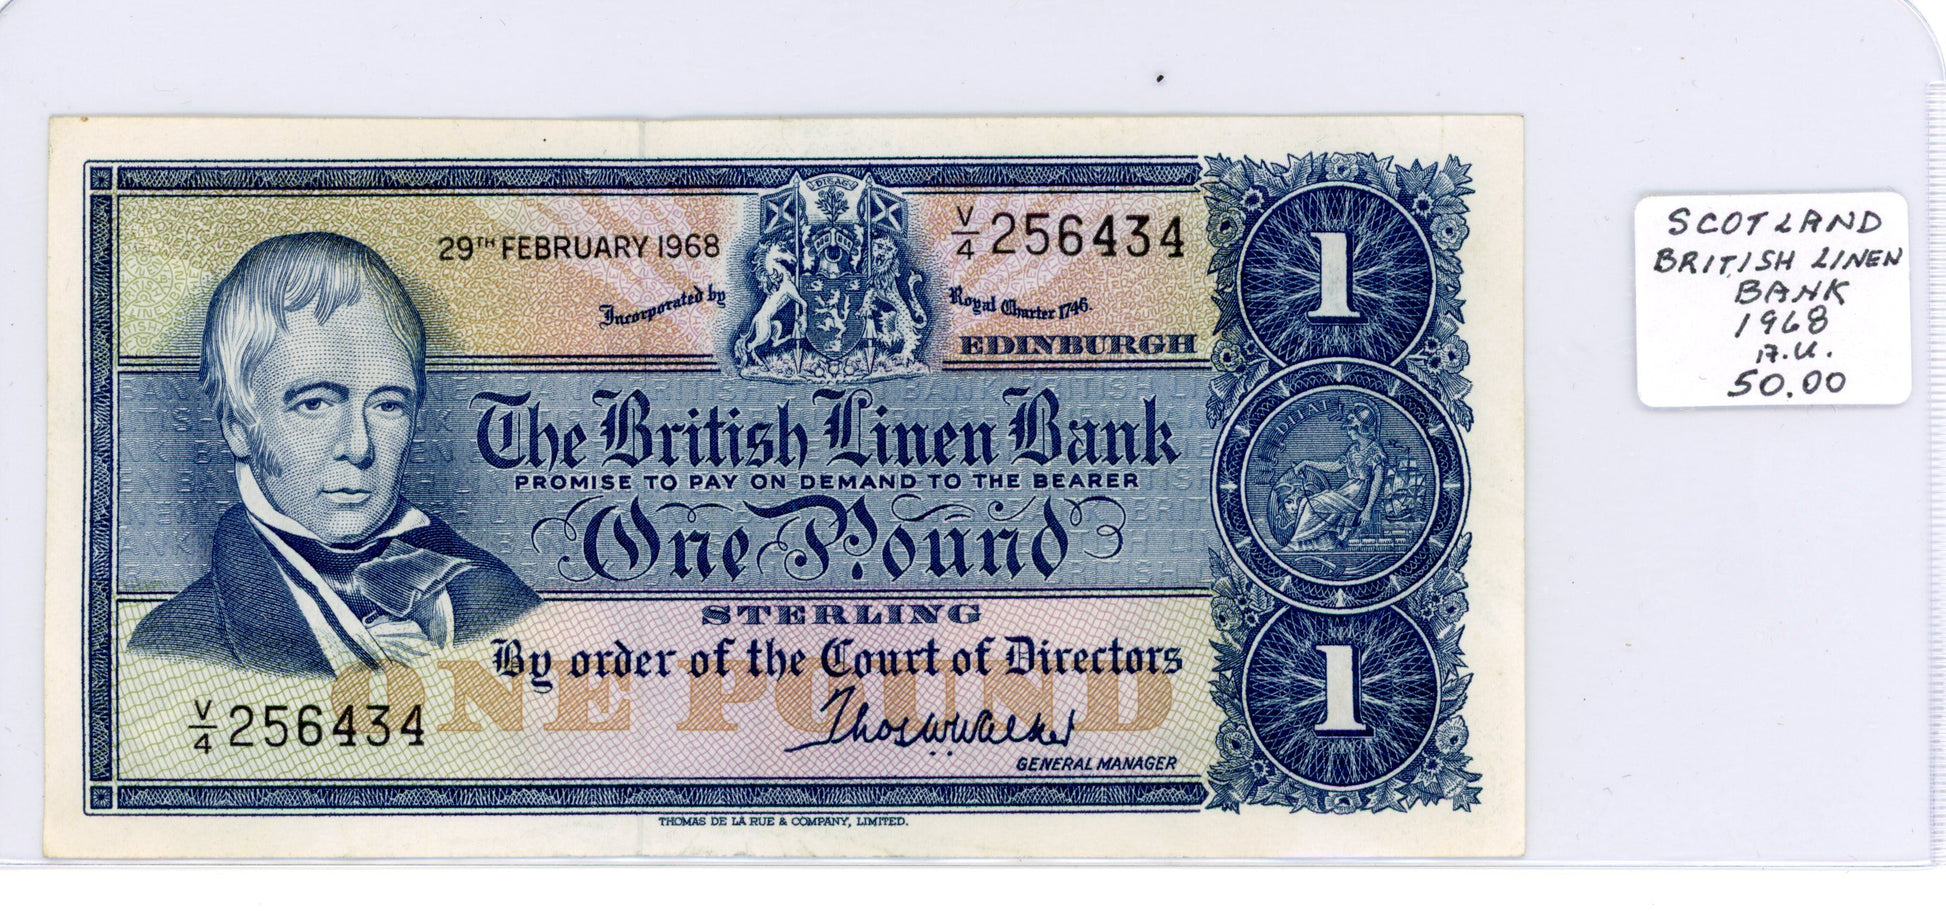 29TH FEBRUARY 1968
V/4 256434
Incorporated by
Royal Charter 1746.
EDINBURGH
The British Linen Bank
PROMISE TO PAY ON DEMAND TO THE BEARER
One Pound
STERLING
By order of the Court of Directors
ONE POUND
V/4 256434
Thos W Walker
GENERAL MANAGER
THOMAS DE LA RUE & COMPANY, LIMITED.
1
1
SCOTLAND
BRITISH LINEN
BANK
1968
A.U.
50.00